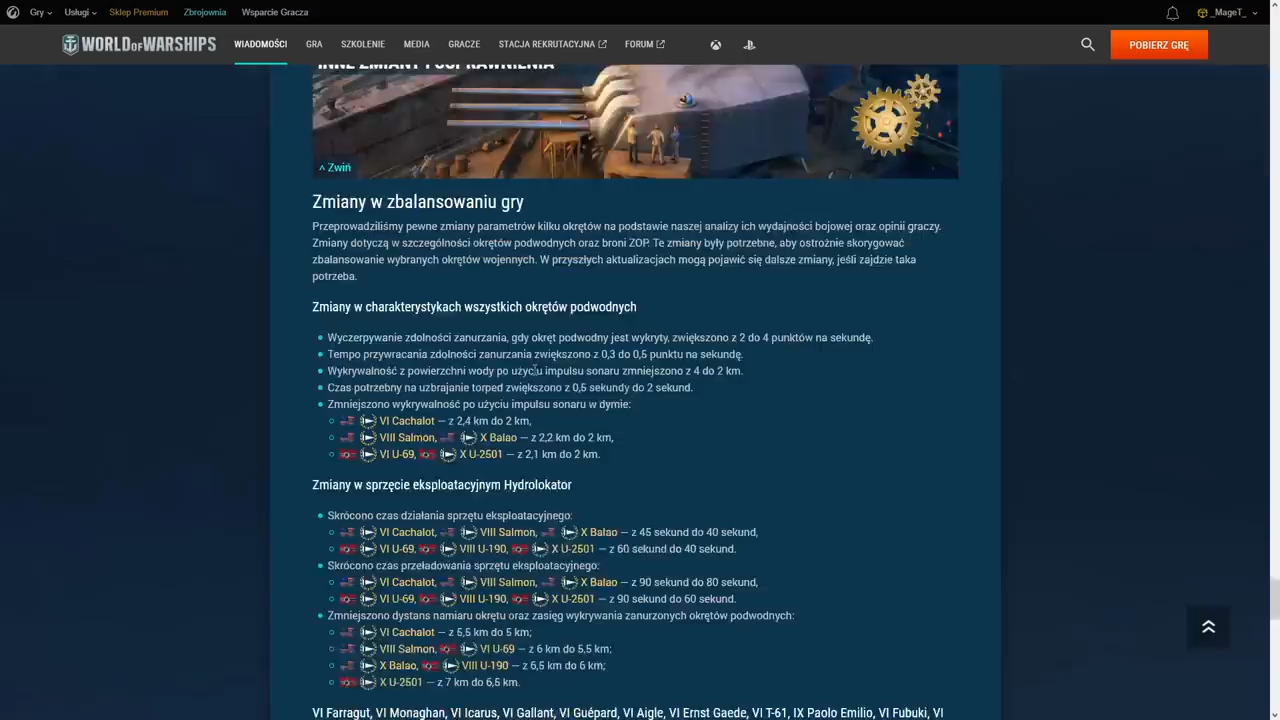 Gry Usługi Sklep Premium Zbrojownia Wsparcie Gracza _MageT_
WORLD OF WARSHIPS WIADOMOŚCI GRA SZKOLENIE MEDIA GRACZE STACJA REKRUTACYJNA FORUM POBIERZ GRĘ
INNE ZMIANY I POPRAWNIENIA
^ Zwiń
Zmiany w zbalansowaniu gry
Przeprowadziliśmy pewne zmiany parametrów kilku okrętów na podstawie naszej analizy ich wydajności bojowej oraz opinii graczy.
Zmiany dotyczą w szczególności okrętów podwodnych oraz broni ZOP. Te zmiany były potrzebne, aby ostrożnie skorygować
zbalansowanie wybranych okrętów wojennych. W przyszłych aktualizacjach mogą pojawić się dalsze zmiany, jeśli zajdzie taka
potrzeba.
Zmiany w charakterystykach wszystkich okrętów podwodnych
Wyczerpywanie zdolności zanurzania, gdy okręt podwodny jest wykryty, zwiększono z 2 do 4 punktów na sekundę.
Tempo przywracania zdolności zanurzania zwiększono z 0,3 do 0,5 punktu na sekundę.
Wykrywalność z powierzchni wody po użyciu impulsu sonaru zmniejszono z 4 do 2 km.
Czas potrzebny na uzbrajanie torped zwiększono z 0,5 sekundy do 2 sekund.
Zmniejszono wykrywalność po użyciu impulsu sonaru w dymie:
VI Cachalot — z 2,4 km do 2 km,
VIII Salmon, X Balao — z 2,2 km do 2 km,
VI U-69, X U-2501 — z 2,1 km do 2 km.
Zmiany w sprzęcie eksploatacyjnym Hydrolokator
Skrócono czas działania sprzętu eksploatacyjnego:
VI Cachalot, VIII Salmon, X Balao — z 45 sekund do 40 sekund,
VI U-69, VIII U-190, X U-2501 — z 60 sekund do 40 sekund.
Skrócono czas przeładowania sprzętu eksploatacyjnego:
VI Cachalot, VIII Salmon, X Balao — z 90 sekund do 80 sekund,
VI U-69, VIII U-190, X U-2501 — z 90 sekund do 60 sekund.
Zmniejszono dystans namiaru okrętu oraz zasięg wykrywania zanurzonych okrętów podwodnych:
VI Cachalot — z 5,5 km do 5 km;
VIII Salmon, VI U-69 — z 6 km do 5,5 km;
X Balao, VIII U-190 — z 6,5 km do 6 km;
X U-2501 — z 7 km do 6,5 km.
VI Farragut, VI Monaghan, VI Icarus, VI Gallant, VI Guépard, VI Aigle, VI Ernst Gaede, VI T-61, IX Paolo Emilio, VI Fubuki, VI